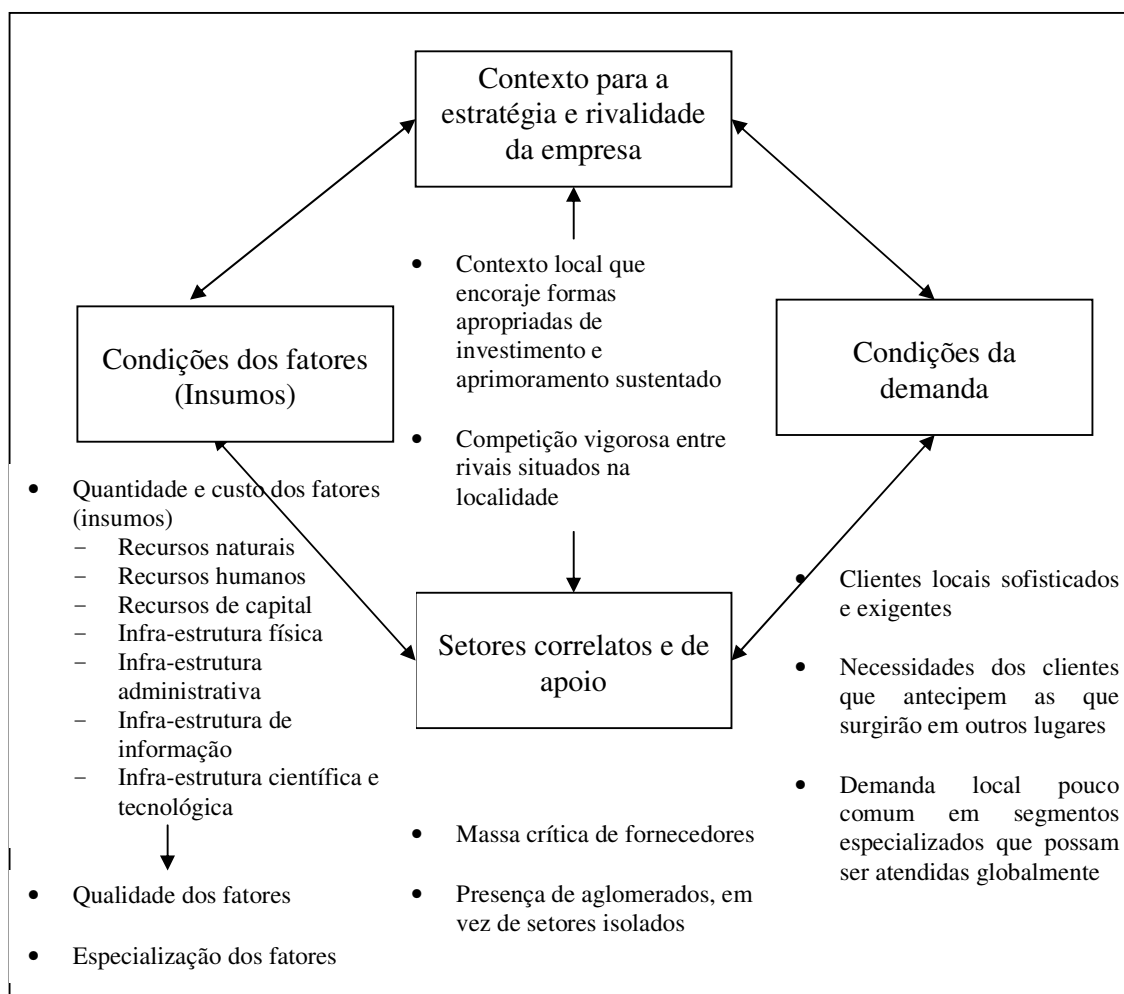 Contexto para a
estratégia e rivalidade
da empresa
• Contexto local que
encoraje formas
apropriadas de
investimento e
aprimoramento sustentado
• Competição vigorosa entre
rivais situados na
localidade
Condições dos fatores
(Insumos)
Condições da
demanda
• Quantidade e custo dos fatores
(insumos)
− Recursos naturais
− Recursos humanos
− Recursos de capital
− Infra-estrutura física
− Infra-estrutura
administrativa
− Infra-estrutura de
informação
− Infra-estrutura científica e
tecnológica
• Qualidade dos fatores
• Especialização dos fatores
Setores correlatos e de
apoio
• Massa crítica de fornecedores
• Presença de aglomerados, em
vez de setores isolados
• Clientes locais sofisticados
e exigentes
• Necessidades dos clientes
que antecipem as que
surgirão em outros lugares
• Demanda local pouco
comum em segmentos
especializados que possam
ser atendidas globalmente